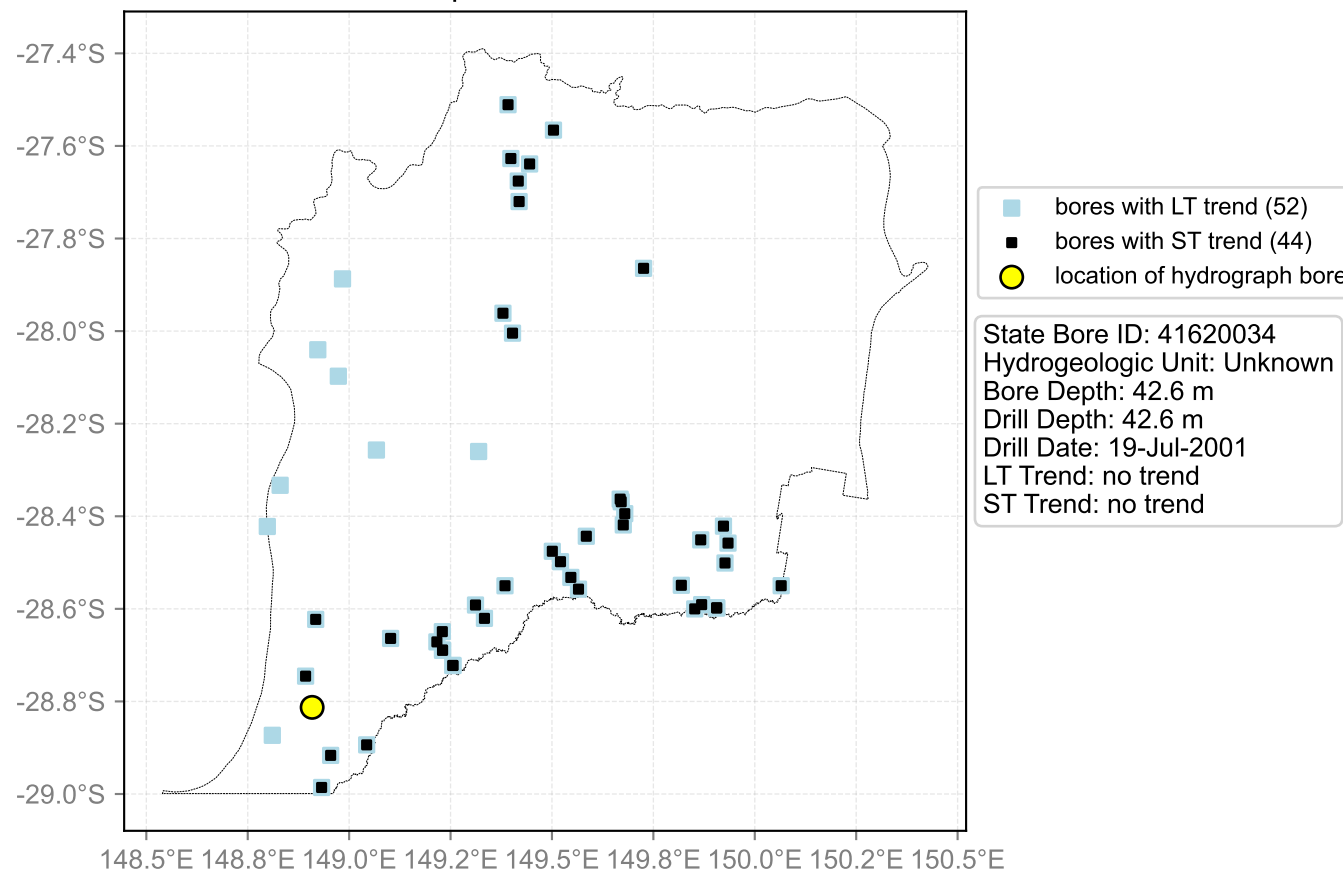 -27.4°S
-27.6°S
-27.8°S
-28.0°S
-28.2°S
-28.4°S
-28.6°S
-28.8°S
-29.0°S
148.5°E 148.8°E 149.0°E 149.2°E 149.5°E 149.8°E 150.0°E 150.2°E 150.5°E
bores with LT trend (52)
bores with ST trend (44)
location of hydrograph bore
State Bore ID: 41620034
Hydrogeologic Unit: Unknown
Bore Depth: 42.6 m
Drill Depth: 42.6 m
Drill Date: 19-Jul-2001
LT Trend: no trend
ST Trend: no trend